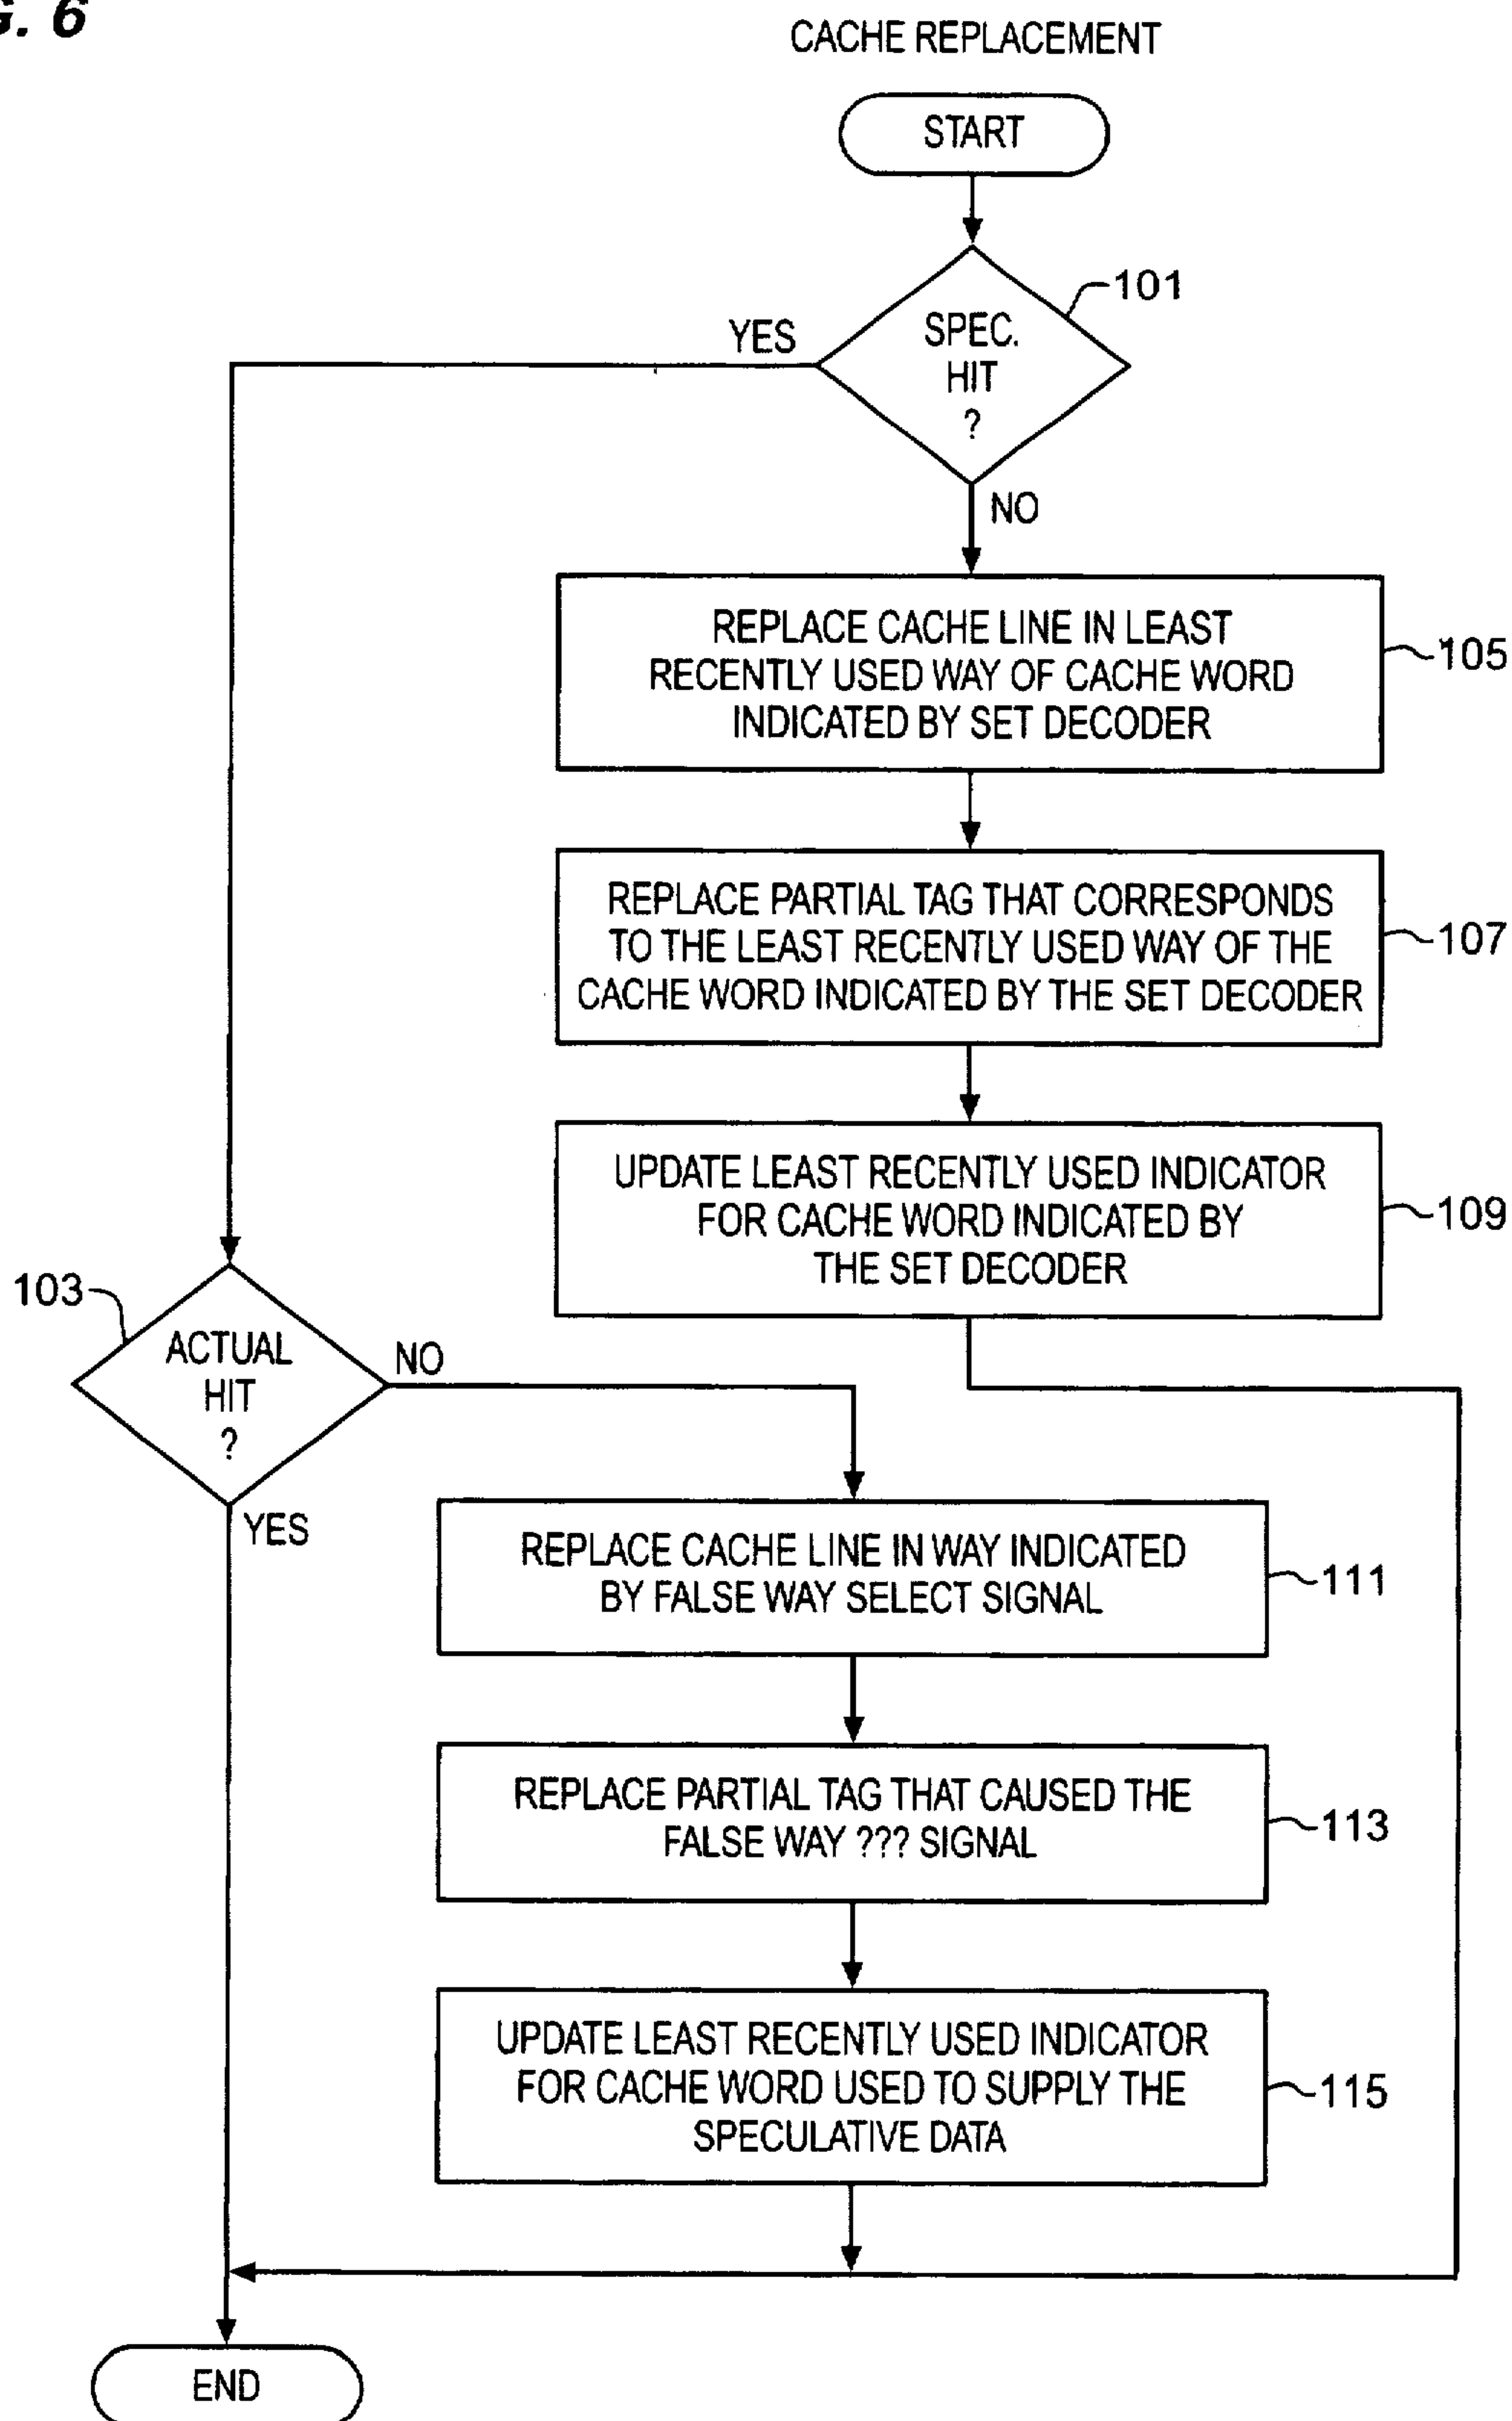 G. 6
CACHE REPLACEMENT
START
101
SPEC.
HIT
?
YES
NO
REPLACE CACHE LINE IN LEAST
RECENTLY USED WAY OF CACHE WORD
INDICATED BY SET DECODER
105
REPLACE PARTIAL TAG THAT CORRESPONDS
TO THE LEAST RECENTLY USED WAY OF THE
CACHE WORD INDICATED BY THE SET DECODER
107
UPDATE LEAST RECENTLY USED INDICATOR
FOR CACHE WORD INDICATED BY
THE SET DECODER
109
103
ACTUAL
HIT
?
NO
YES
REPLACE CACHE LINE IN WAY INDICATED
BY FALSE WAY SELECT SIGNAL
111
REPLACE PARTIAL TAG THAT CAUSED THE
FALSE WAY ??? SIGNAL
113
UPDATE LEAST RECENTLY USED INDICATOR
FOR CACHE WORD USED TO SUPPLY THE
SPECULATIVE DATA
115
END